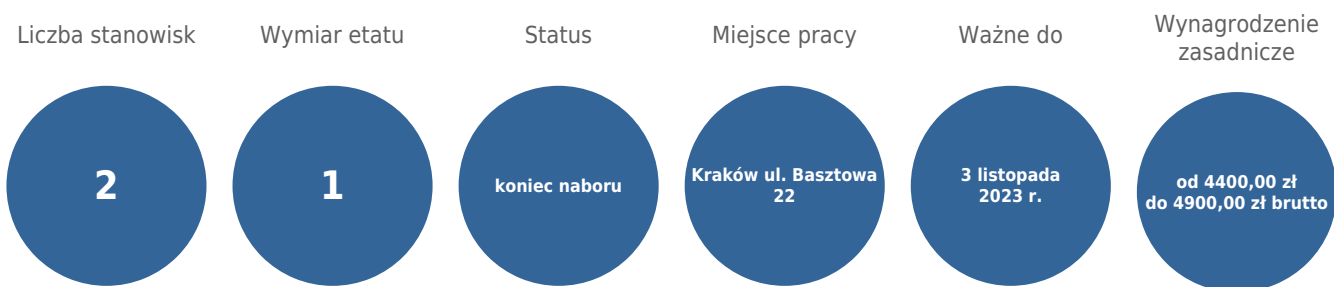 Liczba stanowisk
2
Wymiar etatu
1
Status
koniec naboru
Miejsce pracy
Kraków ul. Basztowa
22
Ważne do
3 listopada
2023 r.
Wynagrodzenie
zasadnicze
od 4400,00 zł
do 4900,00 zł brutto